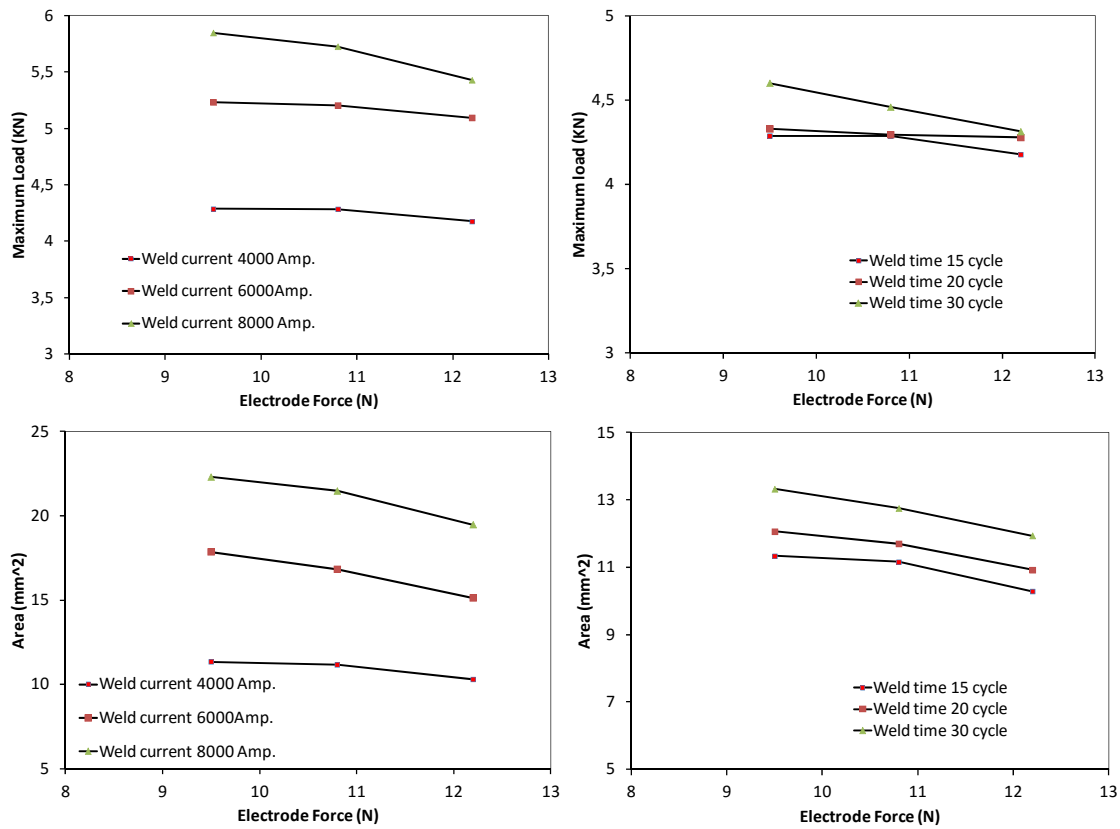 6
5,5
5
4,5
4
3,5
3
Maximum Load (KN)
Weld current 4000 Amp.
Weld current 6000Amp.
Weld current 8000 Amp.
8 9 10 11 12 13
Electrode Force (N)
5
4,5
4
3,5
3
Maximum load (KN)
Weld time 15 cycle
Weld time 20 cycle
Weld time 30 cycle
8 9 10 11 12 13
Electrode Force (N)
25
20
15
10
5
Area (mm^2)
Weld current 4000 Amp.
Weld current 6000Amp.
Weld current 8000 Amp.
8 9 10 11 12 13
Electrode Force (N)
15
13
11
9
7
5
Area (mm^2)
Weld time 15 cycle
Weld time 20 cycle
Weld time 30 cycle
8 9 10 11 12 13
Electrode Force (N)